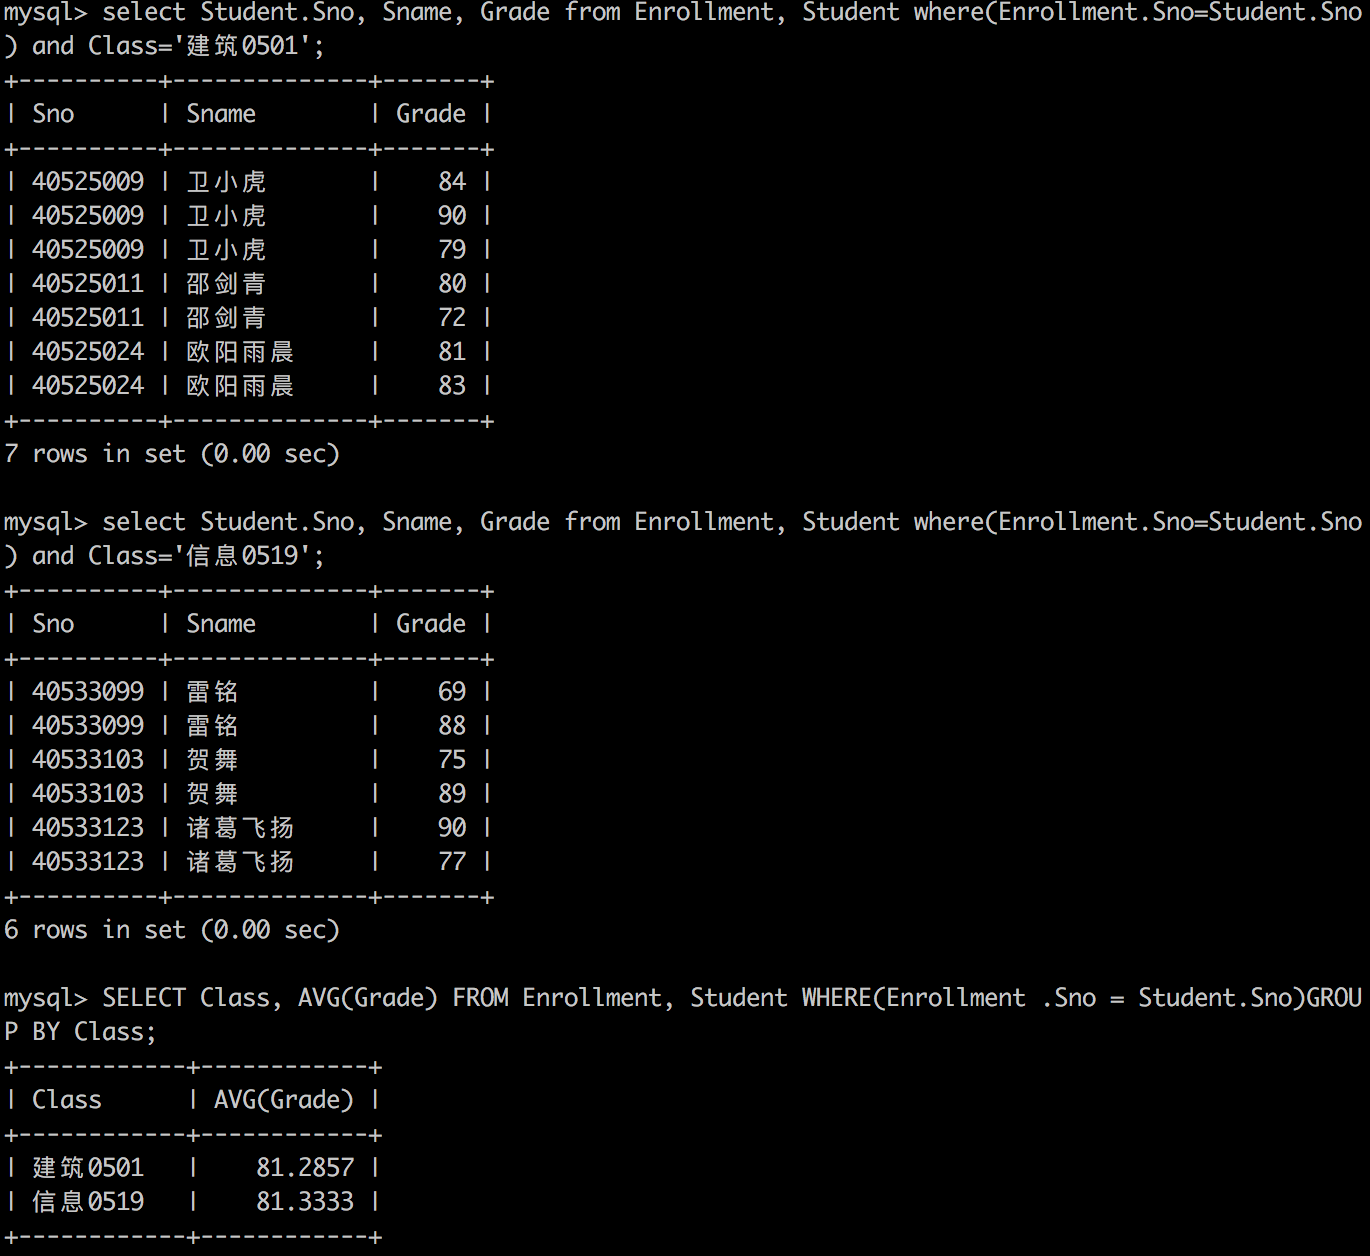 mysql> select Student.Sno, Sname, Grade from Enrollment, Student where(Enrollment.Sno=Student.Sno
) and Class='建筑0501';
+----------+--------------+-------+
| Sno      | Sname        | Grade |
+----------+--------------+-------+
| 40525009 | 卫小虎       |    84 |
| 40525009 | 卫小虎       |    90 |
| 40525009 | 卫小虎       |    79 |
| 40525011 | 邵剑青       |    80 |
| 40525011 | 邵剑青       |    72 |
| 40525024 | 欧阳雨晨     |    81 |
| 40525024 | 欧阳雨晨     |    83 |
+----------+--------------+-------+
7 rows in set (0.00 sec)
mysql> select Student.Sno, Sname, Grade from Enrollment, Student where(Enrollment.Sno=Student.Sno
) and Class='信息0519';
+----------+--------------+-------+
| Sno      | Sname        | Grade |
+----------+--------------+-------+
| 40533099 | 雷铭         |    69 |
| 40533099 | 雷铭         |    88 |
| 40533103 | 贺舞         |    75 |
| 40533103 | 贺舞         |    89 |
| 40533123 | 诸葛飞扬     |    90 |
| 40533123 | 诸葛飞扬     |    77 |
+----------+--------------+-------+
6 rows in set (0.00 sec)
mysql> SELECT Class, AVG(Grade) FROM Enrollment, Student WHERE(Enrollment .Sno = Student.Sno)GROU
P BY Class;
+------------+------------+
| Class      | AVG(Grade) |
+------------+------------+
| 建筑0501   |    81.2857 |
| 信息0519   |    81.3333 |
+------------+------------+